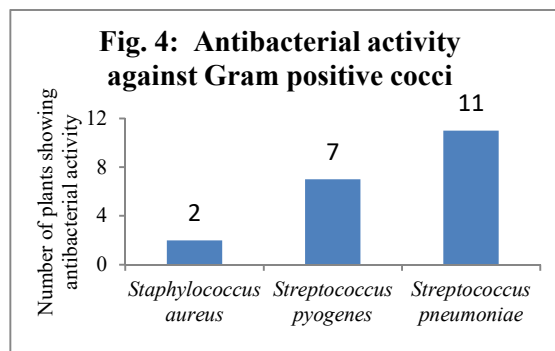 Fig. 4: Antibacterial activity
against Gram positive cocci
Number of plants showing
antibacterial activity
12
8
4
0
2
7
11
Staphylococcus
aureus
Streptococcus
pyogenes
Streptococcus
pneumoniae